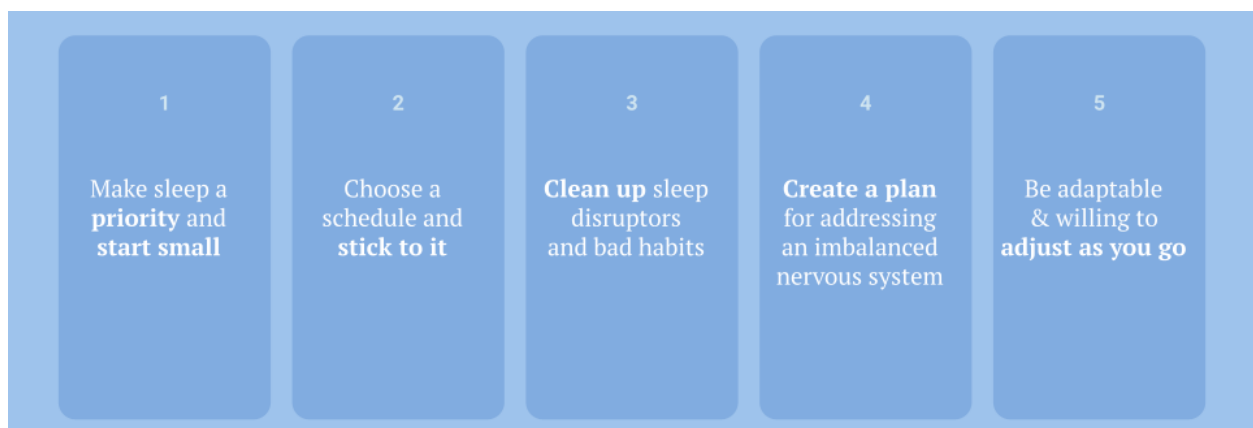 1
Make sleep a
priority and
start small
2
Choose a
schedule and
stick to it
3
Clean up sleep
disruptors
and bad habits
4
Create a plan
for addressing
an imbalanced
nervous system
5
Be adaptable
& willing to
adjust as you go